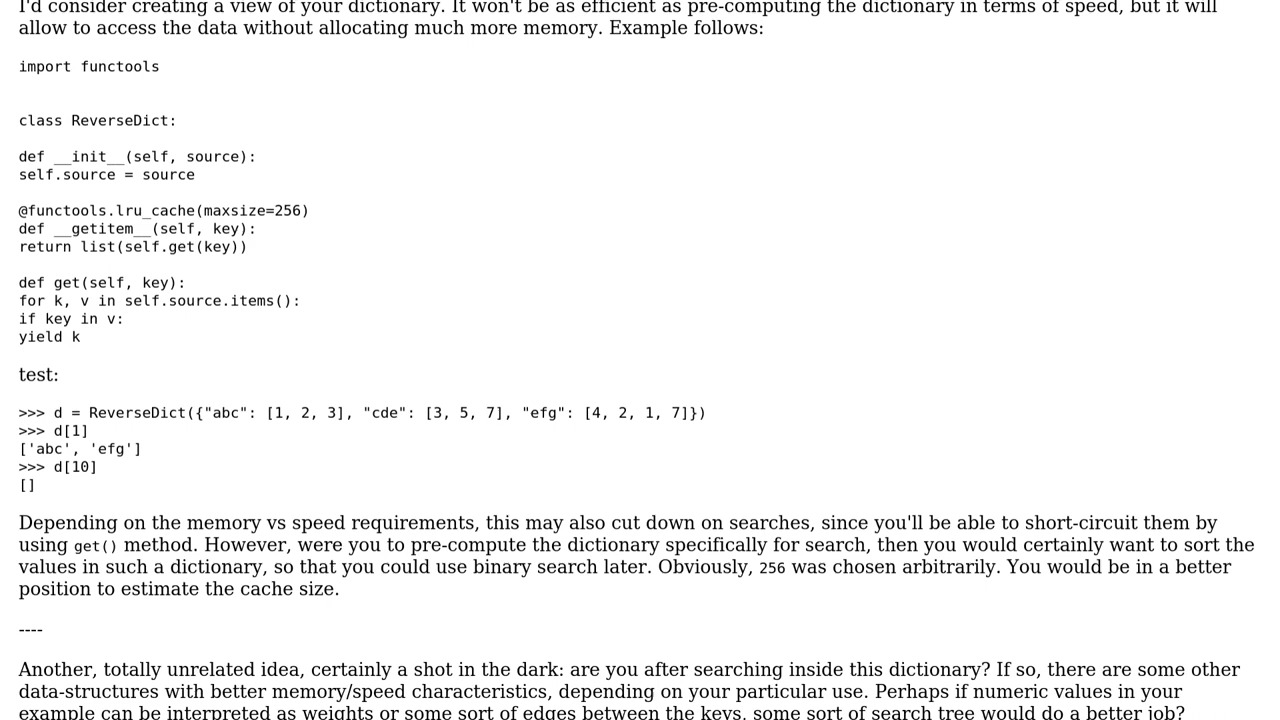 I'd consider creating a view of your dictionary. It won't be as efficient as pre-computing the dictionary in terms of speed, but it will
allow to access the data without allocating much more memory. Example follows:
import functools
class ReverseDict:
def __init__(self, source):
self.source = source
@functools.lru_cache(maxsize=256)
def __getitem__(self, key):
return list(self.get(key))
def get(self, key):
for k, v in self.source.items():
if key in v:
yield k
test:
>>> d = ReverseDict({"abc": [1, 2, 3], "cde": [3, 5, 7], "efg": [4, 2, 1, 7]})
>>> d[1]
['abc', 'efg']
>>> d[10]
[]
Depending on the memory vs speed requirements, this may also cut down on searches, since you'll be able to short-circuit them by
using get() method. However, were you to pre-compute the dictionary specifically for search, then you would certainly want to sort the
values in such a dictionary, so that you could use binary search later. Obviously, 256 was chosen arbitrarily. You would be in a better
position to estimate the cache size.
----
Another, totally unrelated idea, certainly a shot in the dark: are you after searching inside this dictionary? If so, there are some other
data-structures with better memory/speed characteristics, depending on your particular use. Perhaps if numeric values in your
example can be interpreted as weights or some sort of edges between the keys, some sort of search tree would do a better job?